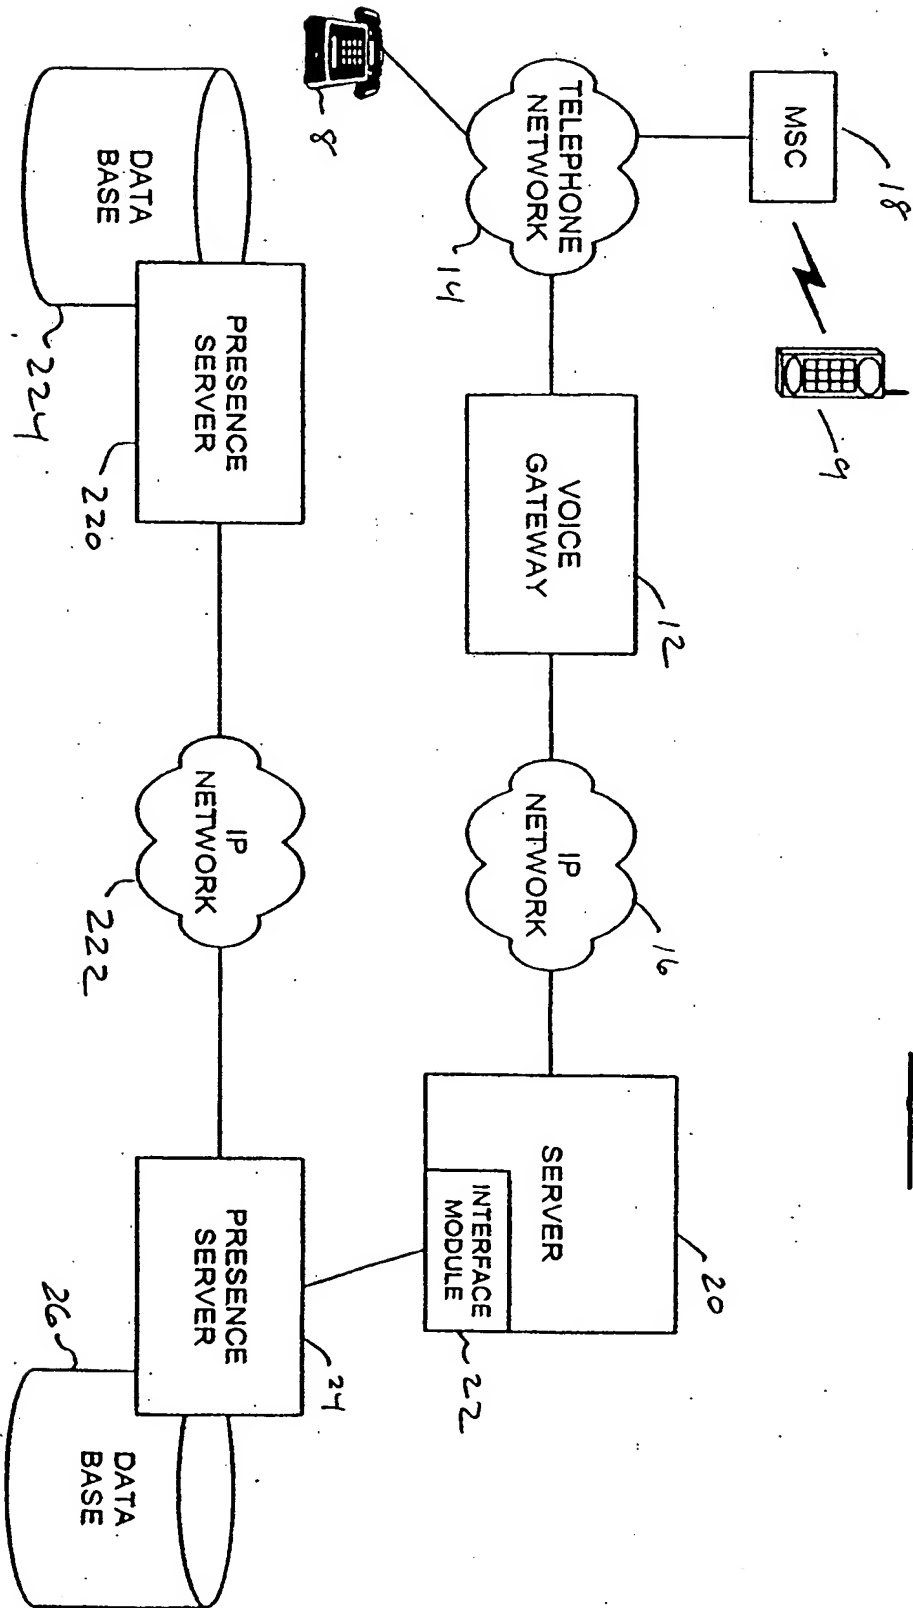 18
MSC
9
TELEPHONE
NETWORK
14
8
12
VOICE
GATEWAY
16
IP
NETWORK
20
SERVER
INTERFACE
MODULE
22
PRESENCE
SERVER
220
DATA
BASE
224
IP
NETWORK
222
24
PRESENCE
SERVER
26
DATA
BASE